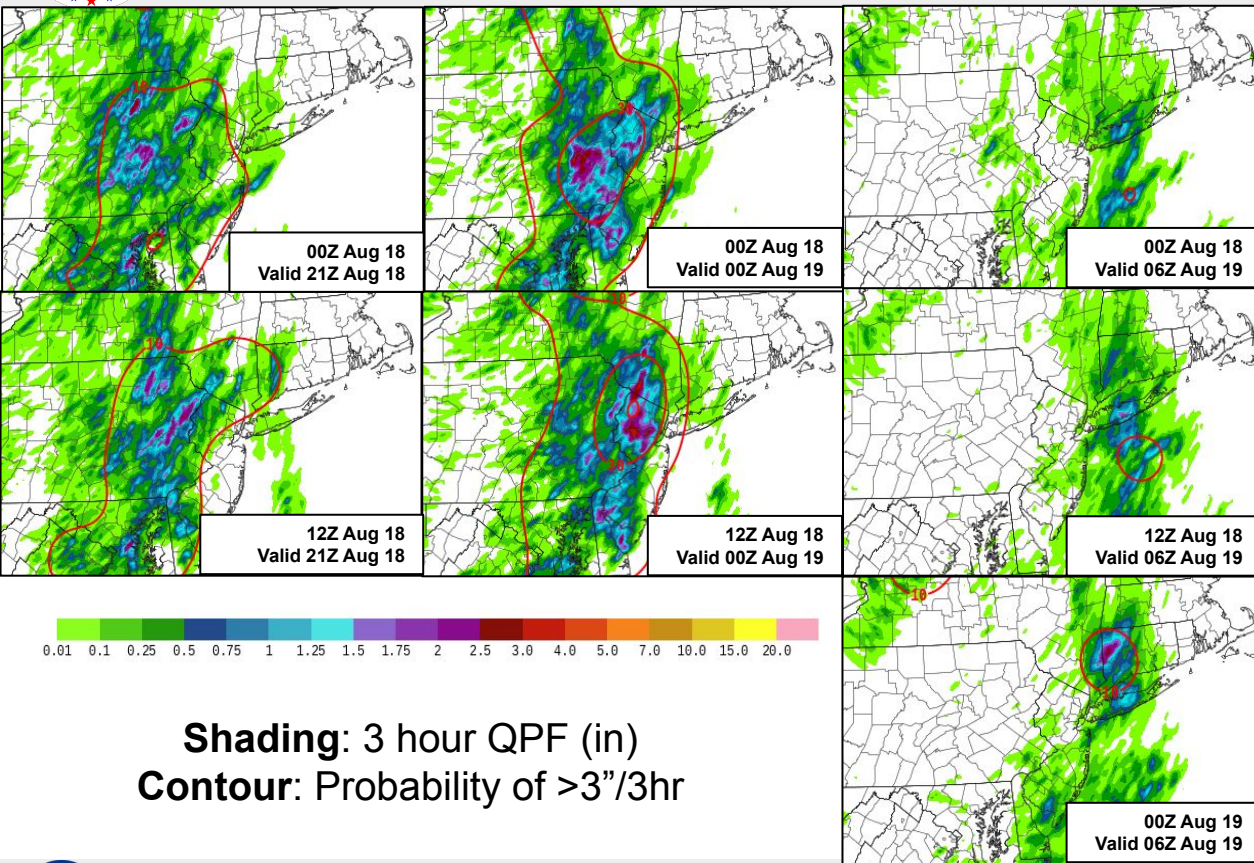 10
00Z Aug 18
Valid 21Z Aug 18
30
00Z Aug 18
Valid 00Z Aug 19
00Z Aug 18
Valid 06Z Aug 19
10
12Z Aug 18
Valid 21Z Aug 18
10
30
12Z Aug 18
Valid 00Z Aug 19
12Z Aug 18
Valid 06Z Aug 19
0.01 0.1 0.25 0.5 0.75 1 1.25 1.5 1.75 2 2.5 3.0 4.0 5.0 7.0 10.0 15.0 20.0
Shading: 3 hour QPF (in)
Contour: Probability of >3”/3hr
10
10
00Z Aug 19
Valid 06Z Aug 19